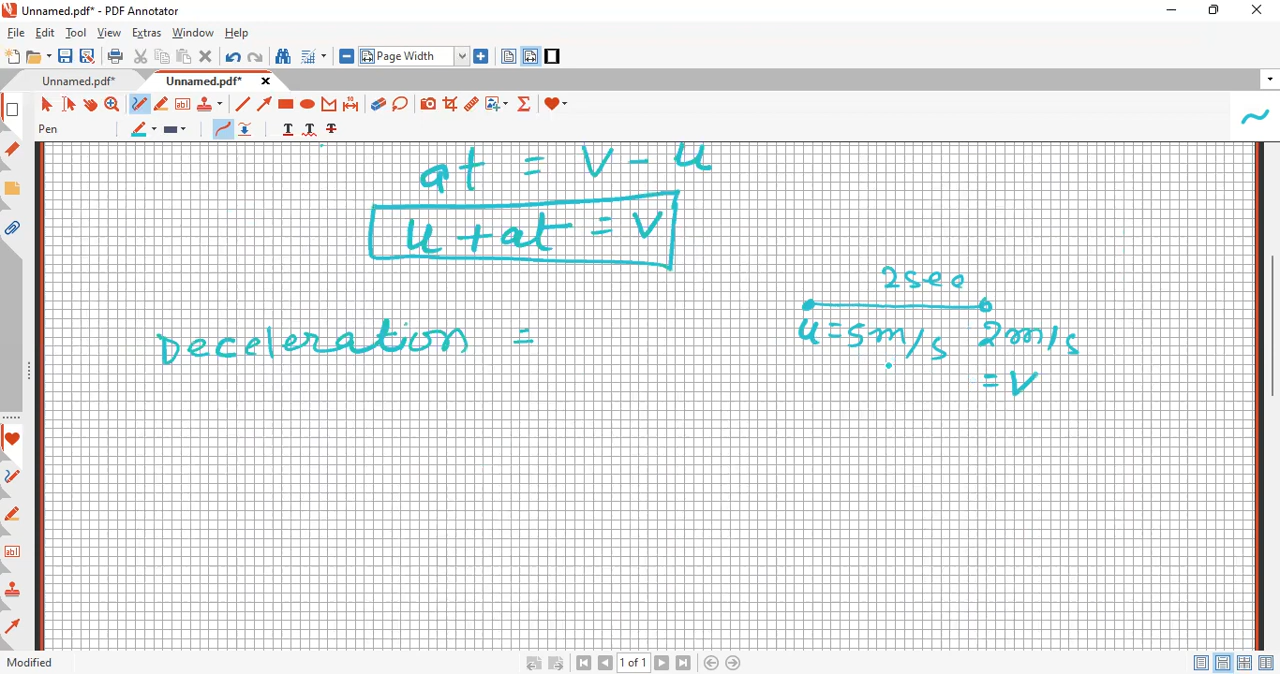 Unnamed.pdf* - PDF Annotator
File Edit Tool View Extras Window Help
Page Width
Unnamed.pdf* Unnamed.pdf*
Pen
at = V - u
u + at = V
2sec
Deceleration = u = 5m/s 2m/s
= V
Modified 1 of 1